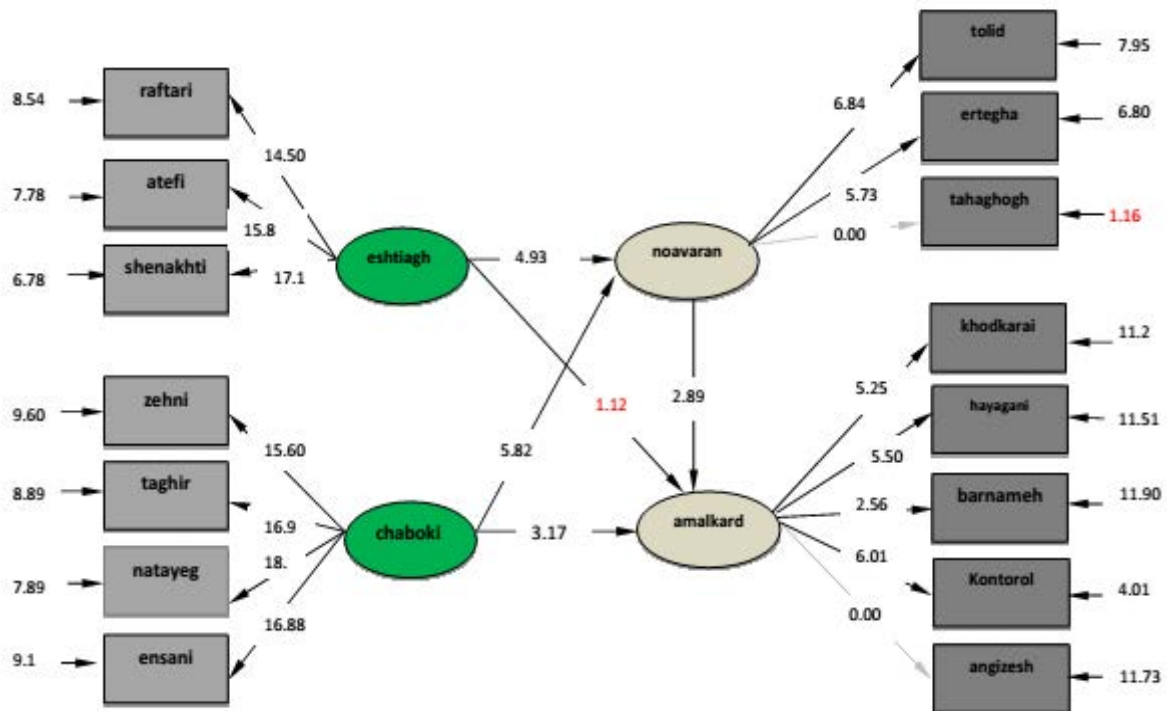 tolid
7.95
raftari
8.54
6.84
ertegha
6.80
14.50
atefi
7.78
5.73
tahaghogh
1.16
15.8
0.00
shenakhti
6.78
17.1
eshtiagh
4.93
noavaran
khodkarai
11.2
zehni
9.60
1.12
2.89
5.25
hayagani
11.51
15.60
5.82
5.50
taghir
8.89
16.9
2.56
barnameh
11.90
chaboki
3.17
amalkard
natayeg
7.89
18.
6.01
Kontorol
4.01
16.88
0.00
ensani
9.1
angizesh
11.73